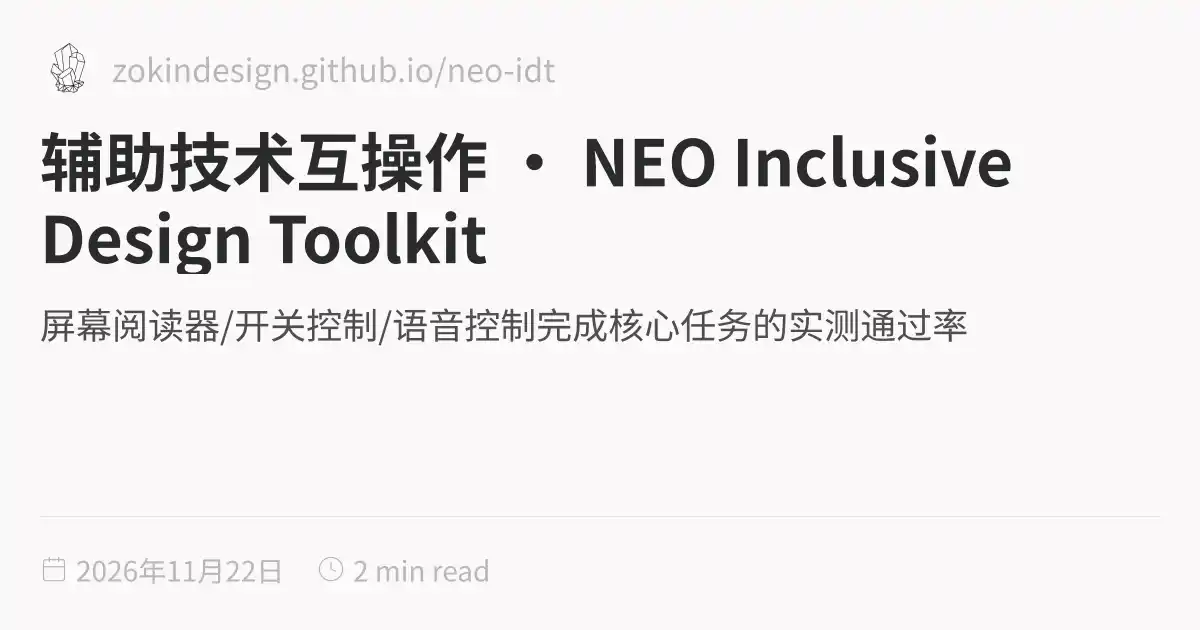 zokindesign.github.io/neo-idt
辅助技术互操作 · NEO Inclusive
Design Toolkit
屏幕阅读器/开关控制/语音控制完成核心任务的实测通过率
2026年11月22日 2 min read